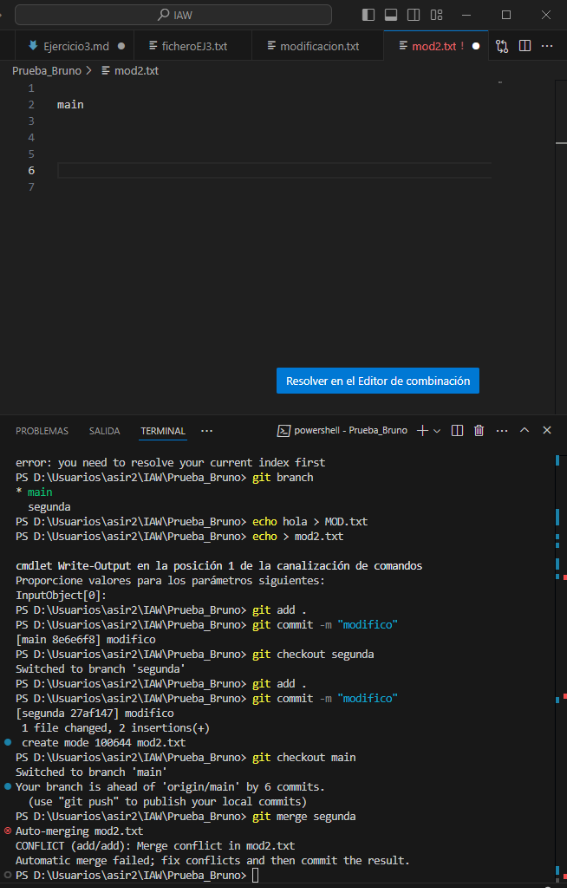 IAW
Ejercicio3.md
ficheroEJ3.txt
modificacion.txt
mod2.txt !
Prueba_Bruno > mod2.txt
1
2 main
3
4
5
6
7
Resolver en el Editor de combinación
PROBLEMAS SALIDA TERMINAL ··· powershell - Prueba_Bruno
error: you need to resolve your current index first
PS D:\Usuarios\asir2\IAW\Prueba_Bruno> git branch
* main
segunda
PS D:\Usuarios\asir2\IAW\Prueba_Bruno> echo hola > MOD.txt
PS D:\Usuarios\asir2\IAW\Prueba_Bruno> echo > mod2.txt
cmdlet Write-Output en la posición 1 de la canalización de comandos
Proporcione valores para los parámetros siguientes:
InputObject[0]:
PS D:\Usuarios\asir2\IAW\Prueba_Bruno> git add .
PS D:\Usuarios\asir2\IAW\Prueba_Bruno> git commit -m "modifico"
[main 8e6e6f8] modifico
PS D:\Usuarios\asir2\IAW\Prueba_Bruno> git checkout segunda
Switched to branch 'segunda'
PS D:\Usuarios\asir2\IAW\Prueba_Bruno> git add .
PS D:\Usuarios\asir2\IAW\Prueba_Bruno> git commit -m "modifico"
[segunda 27af147] modifico
1 file changed, 2 insertions(+)
create mode 100644 mod2.txt
PS D:\Usuarios\asir2\IAW\Prueba_Bruno> git checkout main
Switched to branch 'main'
Your branch is ahead of 'origin/main' by 6 commits.
(use "git push" to publish your local commits)
PS D:\Usuarios\asir2\IAW\Prueba_Bruno> git merge segunda
Auto-merging mod2.txt
CONFLICT (add/add): Merge conflict in mod2.txt
Automatic merge failed; fix conflicts and then commit the result.
PS D:\Usuarios\asir2\IAW\Prueba_Bruno>